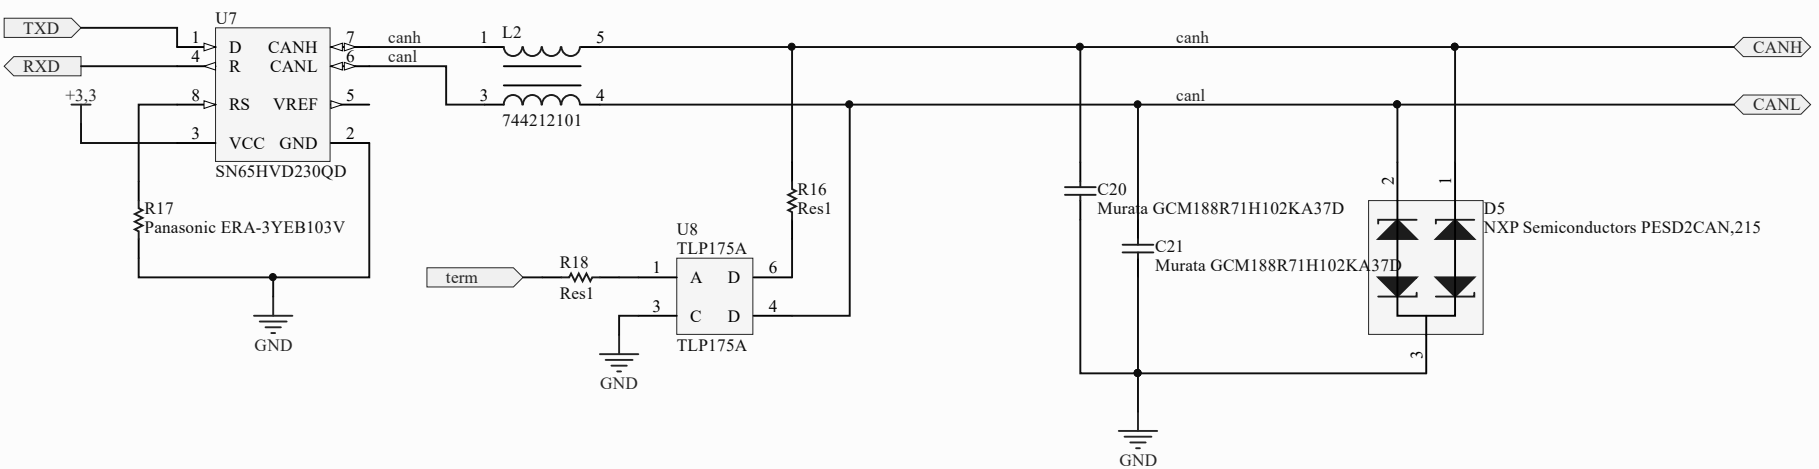 U7
TXD
1
D
CANH
7
canh
1
L2
5
canh
CANH
RXD
4
R
CANL
6
canl
+3,3
8
RS
VREF
5
3
4
canl
CANL
744212101
3
VCC
GND
2
SN65HVD230QD
R17
Panasonic ERA-3YEB103V
GND
R16
Res1
U8
TLP175A
term
R18
Res1
1
A
D
6
3
C
D
4
TLP175A
GND
C20
Murata GCM188R71H102KA37D
C21
Murata GCM188R71H102KA37D
2
1
D5
NXP Semiconductors PESD2CAN,215
3
GND